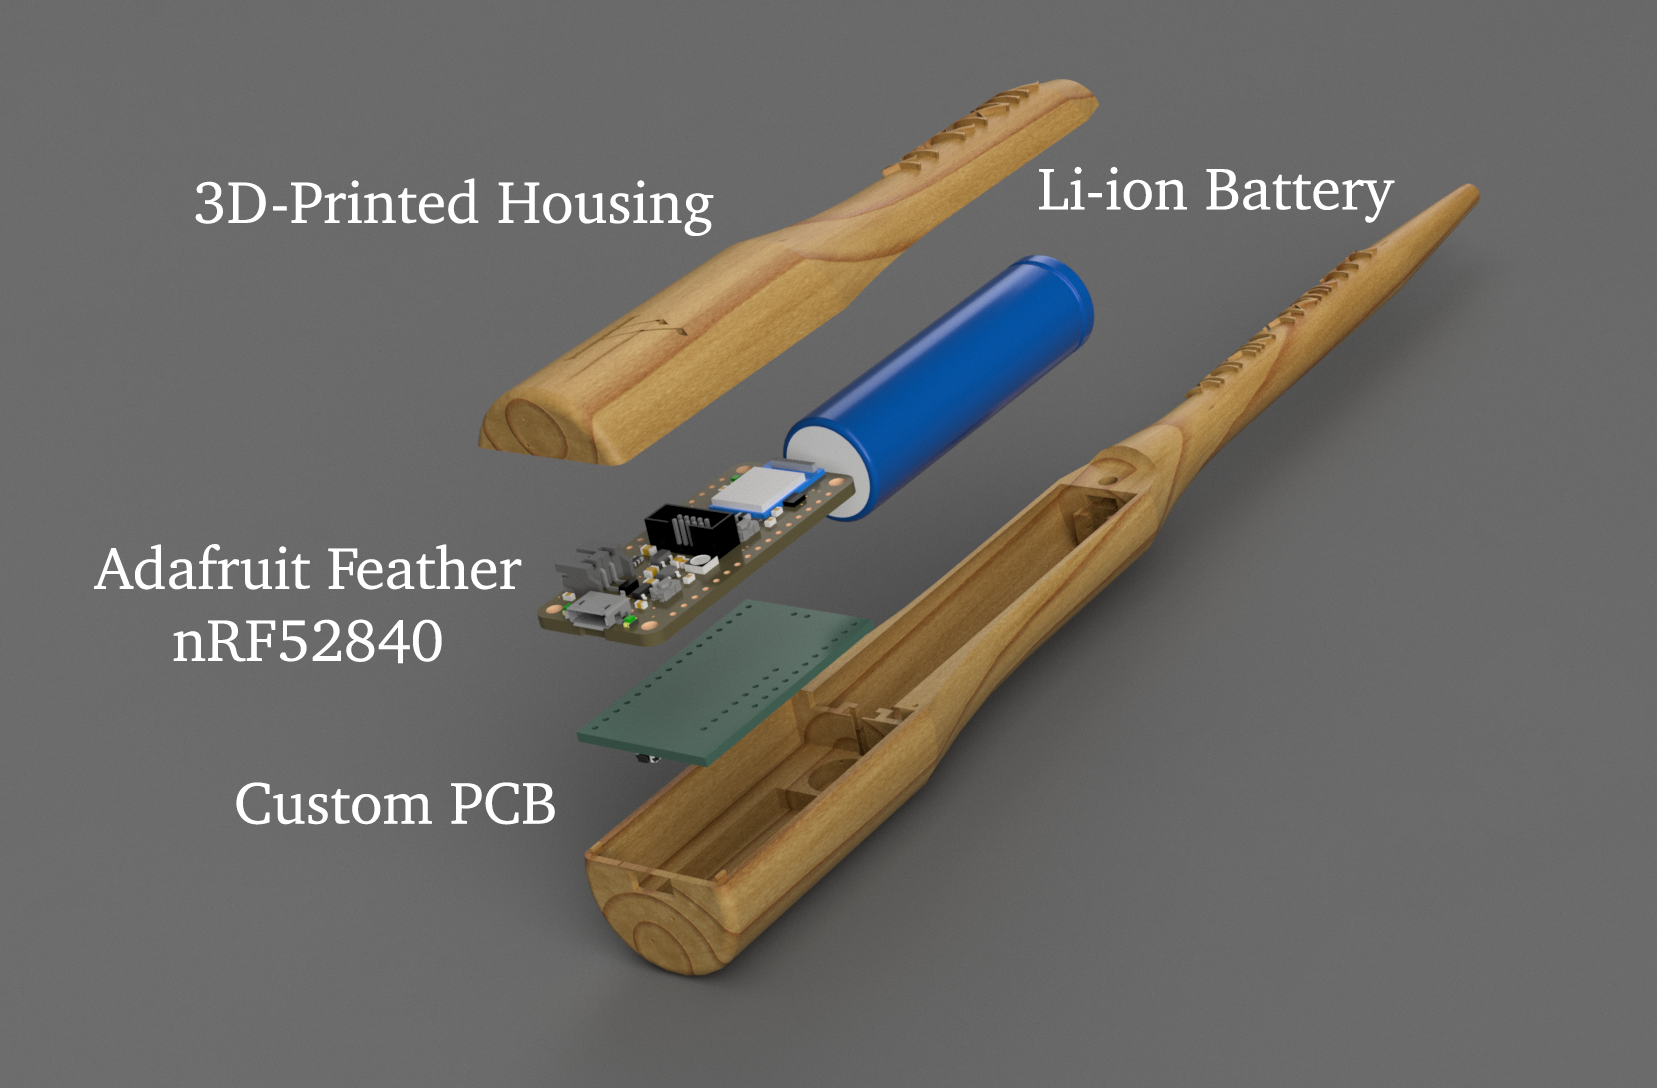 3D-Printed Housing
Li-ion Battery
Adafruit Feather
nRF52840
Custom PCB